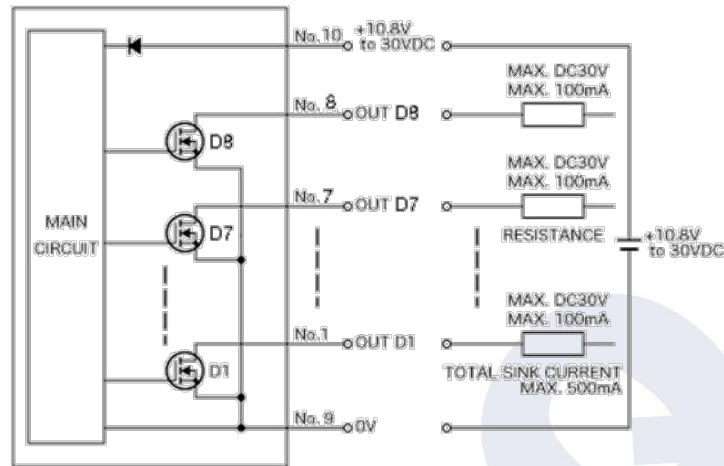 No.10 +10.8V
to 30VDC
MAX. DC30V
MAX. 100mA
No. 8 OUT D8
D8
MAX. DC30V
MAX. 100mA
No.7 OUT D7
D7
RESISTANCE
MAIN
CIRCUIT
+10.8V
to 30VDC
MAX. DC30V
MAX. 100mA
No.1 OUT D1
D1
TOTAL SINK CURRENT
MAX. 500mA
No. 9 0V